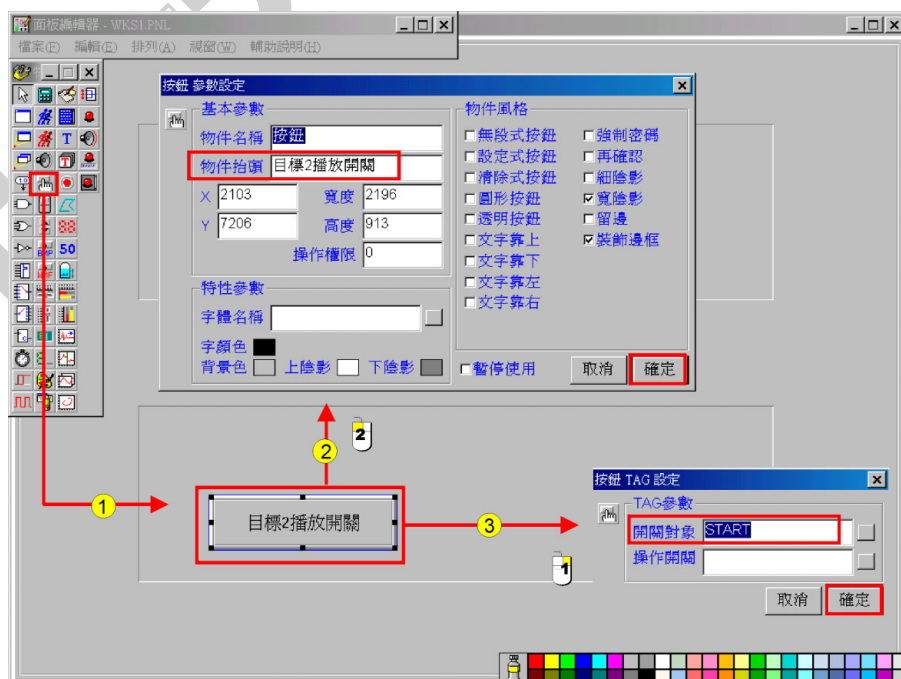 面板編輯器 - WKS1.PNL
檔案(F) 編輯(E) 排列(A) 視窗(W) 輔助說明(H)
按鈕 參數設定
基本參數
物件名稱 按鈕
物件抬頭 目標2播放開關
X 2103 寬度 2196
Y 7206 高度 913
操作權限 0
特性參數
字體名稱
字顏色
背景色 上陰影 下陰影
物件風格
無段式按鈕 強制密碼
設定式按鈕 再確認
清除式按鈕 細陰影
圓形按鈕 寬陰影
透明按鈕 留邊
文字靠上 裝飾邊框
文字靠下
文字靠左
文字靠右
暫停使用 取消 確定
T
50
88
1
2
2
目標2播放開關
3
1
按鈕 TAG 設定
TAG參數
開關對象 START
操作開關
取消 確定